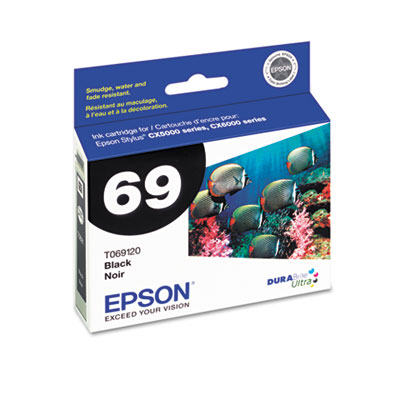 EPSON
Smudge, water and
fade resistant.
Résistant au maculage,
à l'eau et à la décoloration.
Ink cartridge for / Cartouche d'encre pour:
Epson Stylus® CX5000 series, CX6000 series
69
T069120
Black
Noir
EPSON®
EXCEED YOUR VISION
DURABrite
Ultra